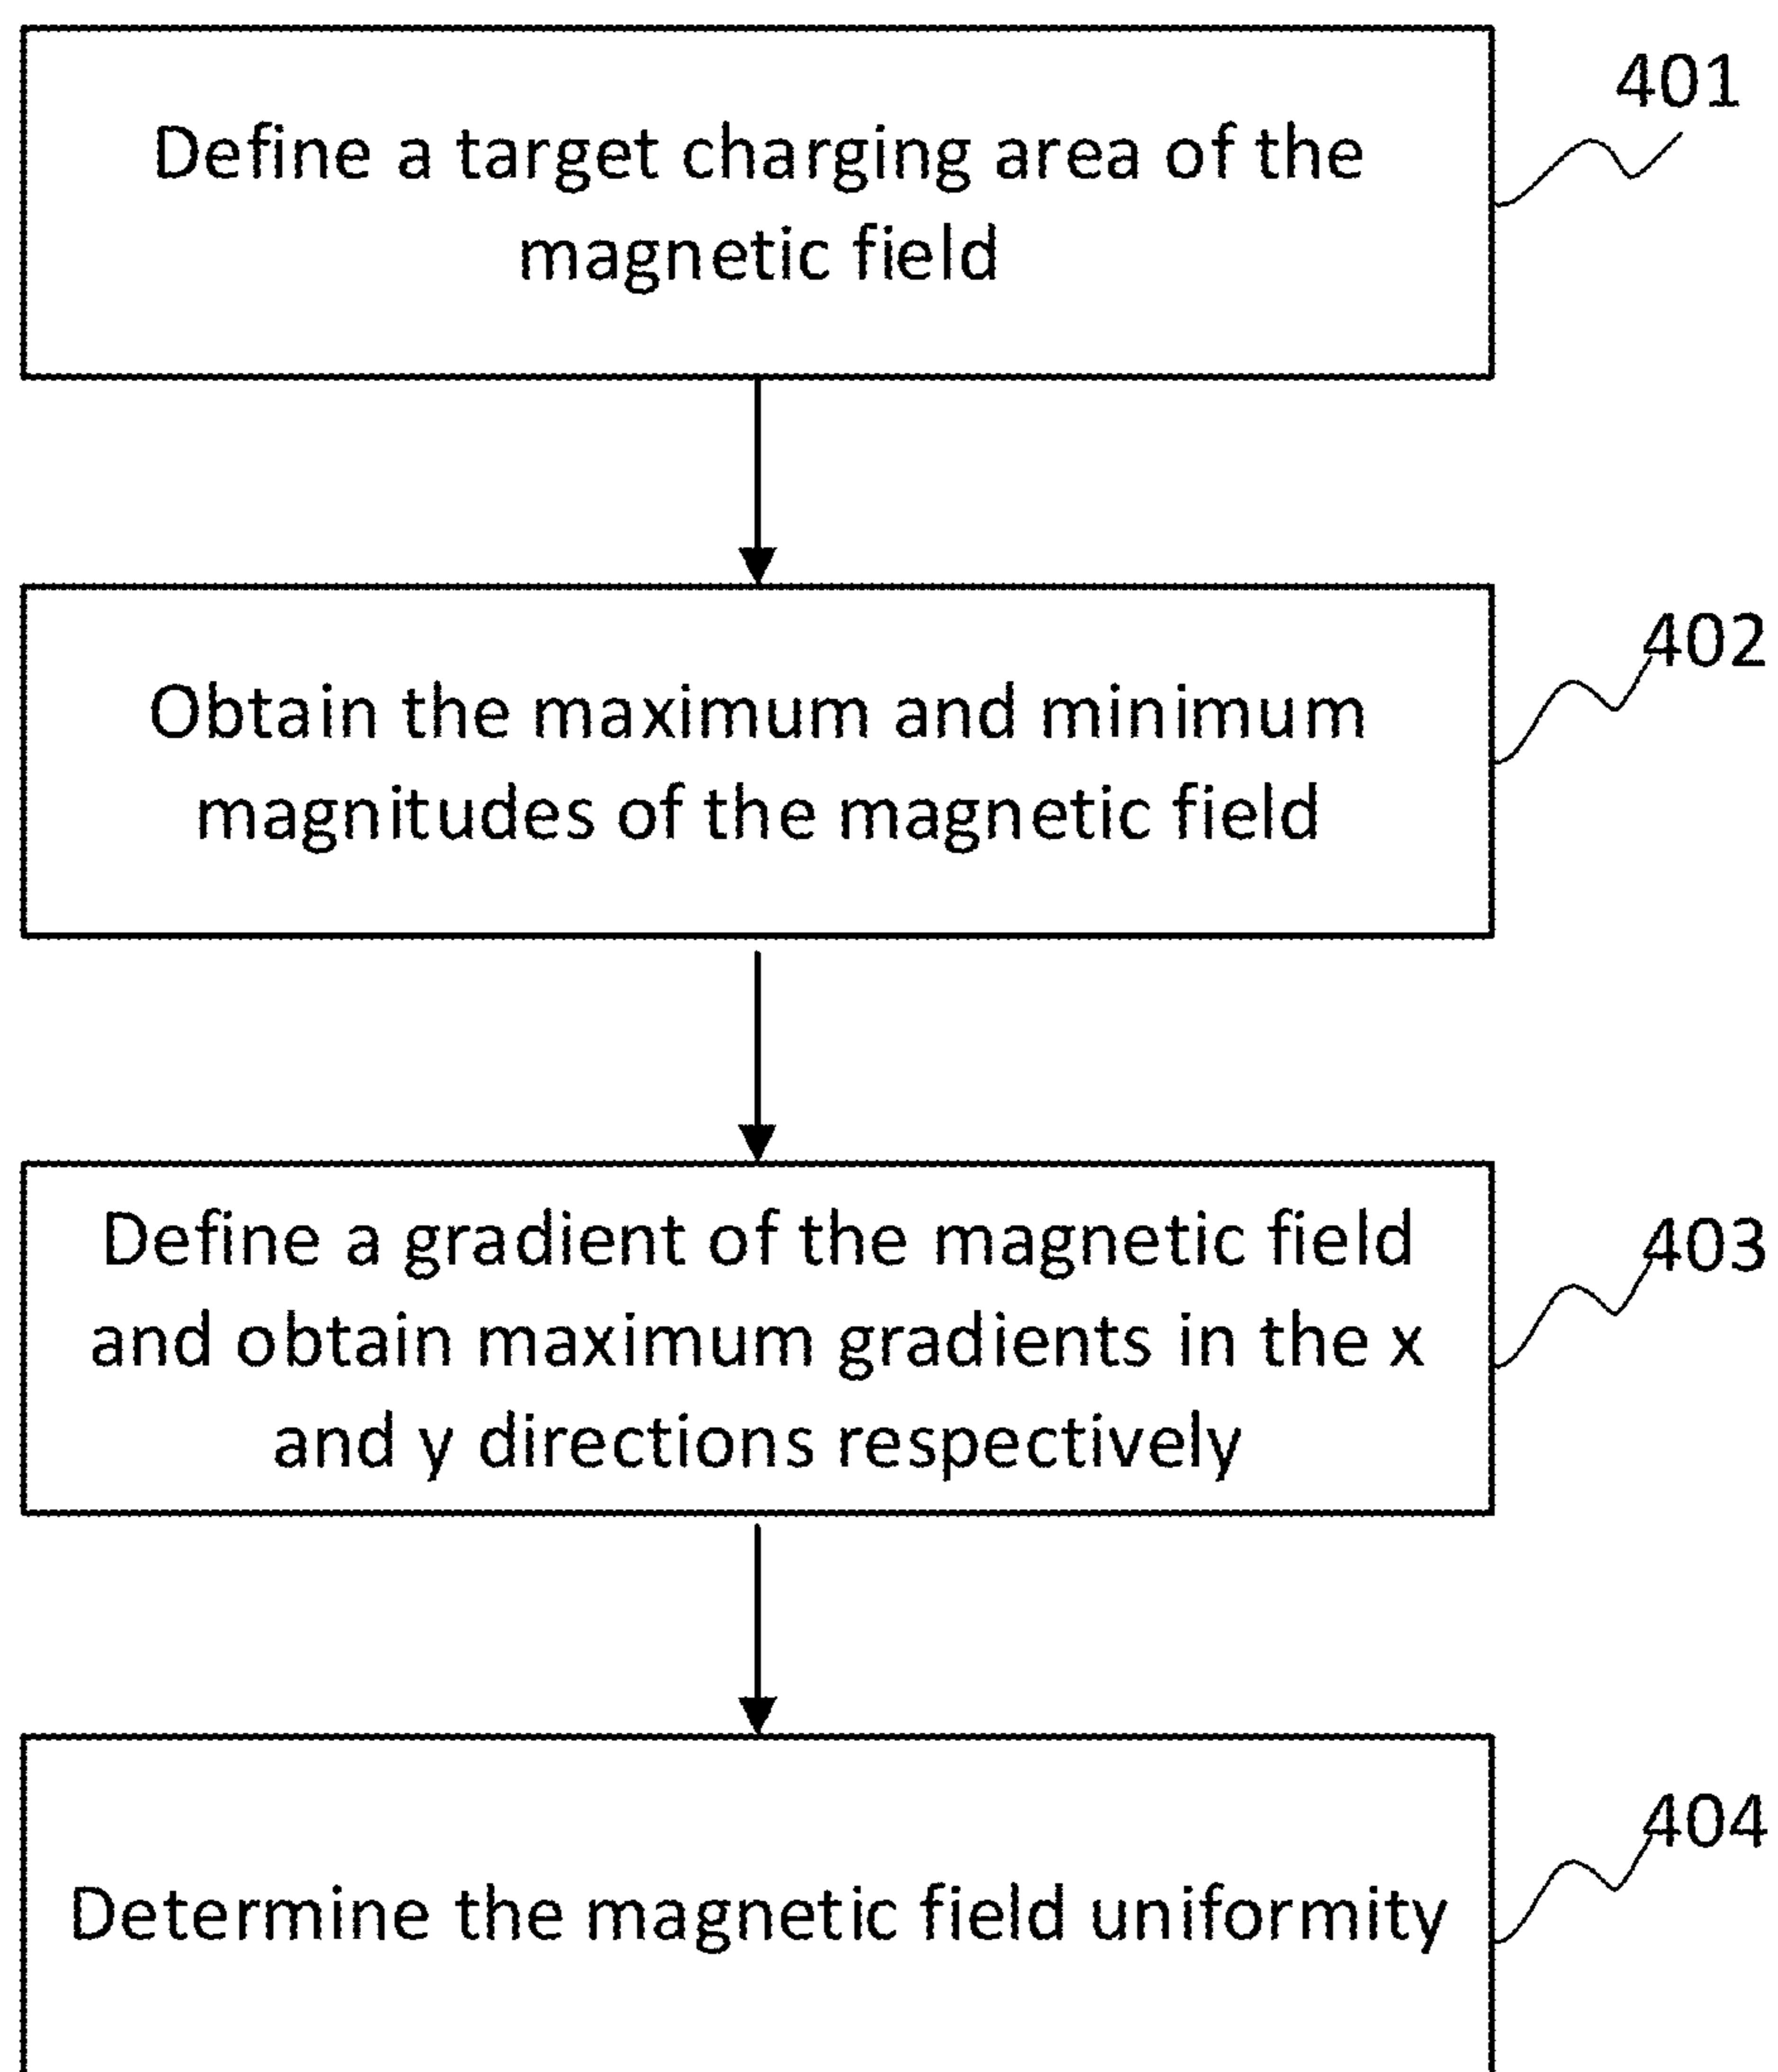 401
Define a target charging area of the
magnetic field
402
Obtain the maximum and minimum
magnitudes of the magnetic field
403
Define a gradient of the magnetic field
and obtain maximum gradients in the x
and y directions respectively
404
Determine the magnetic field uniformity